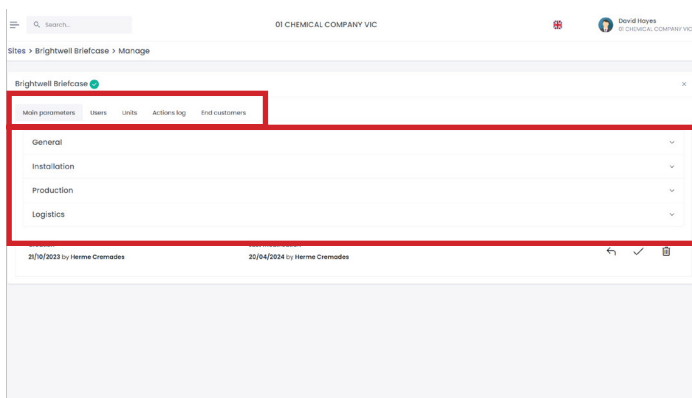 Search..
01 CHEMICAL COMPANY VIC
David Hayes
01 CHEMICAL COMPANY VIC
Sites > Brightwell Briefcase > Manage
Brightwell Briefcase
Main parameters Users Units Actions log End customers
General
Installation
Production
Logistics
21/10/2023 by Herme Cremades
20/04/2024 by Herme Cremades